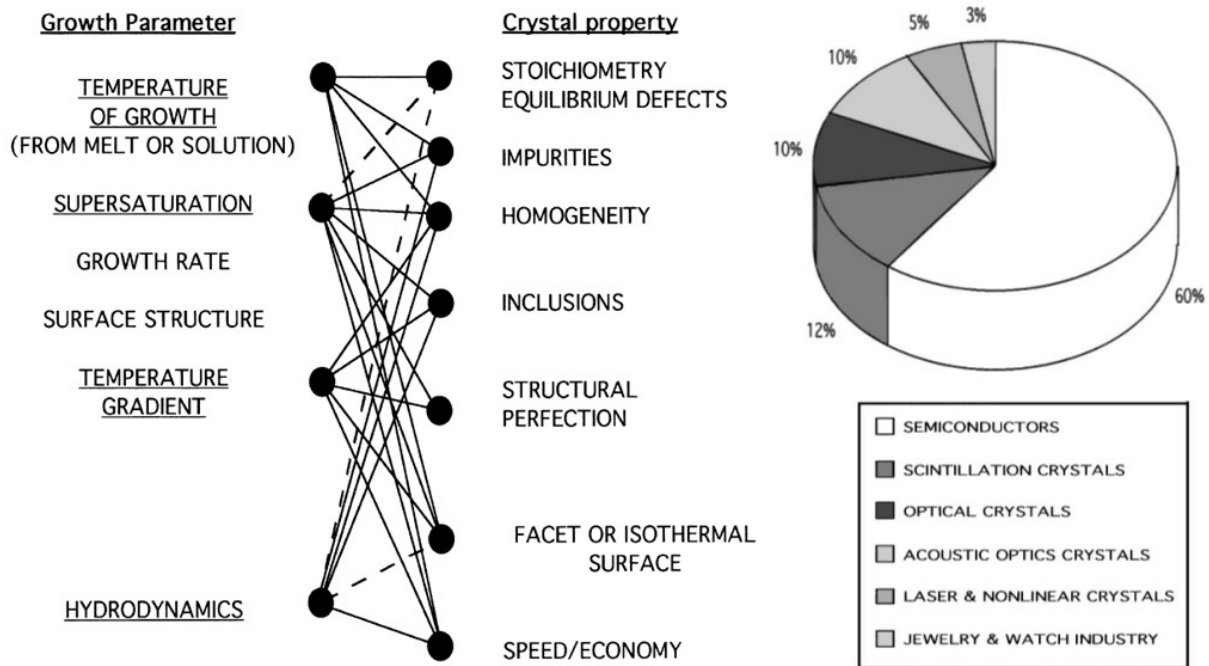 Growth Parameter
TEMPERATURE
OF GROWTH
(FROM MELT OR SOLUTION)
SUPERSATURATION
GROWTH RATE
SURFACE STRUCTURE
TEMPERATURE
GRADIENT
HYDRODYNAMICS
Crystal property
STOICHIOMETRY
EQUILIBRIUM DEFECTS
IMPURITIES
HOMOGENEITY
INCLUSIONS
STRUCTURAL
PERFECTION
FACET OR ISOTHERMAL
SURFACE
SPEED/ECONOMY
3%
5%
10%
10%
12%
60%
SEMICONDUCTORS
SCINTILLATION CRYSTALS
OPTICAL CRYSTALS
ACOUSTIC OPTICS CRYSTALS
LASER & NONLINEAR CRYSTALS
JEWELRY & WATCH INDUSTRY